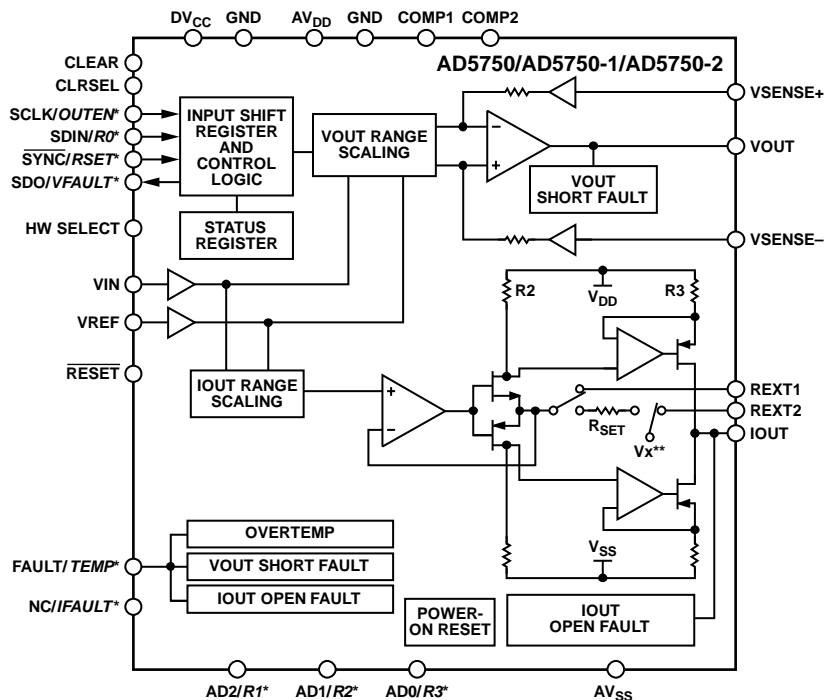 DVCC GND AVDD GND COMP1 COMP2
AD5750/AD5750-1/AD5750-2
CLEAR
CLRSEL
SCLK/OUTEN*
SDIN/R0*
SYNC/RSET*
SDO/VFAULT*
HW SELECT
VIN
VREF
RESET
FAULT/TEMP*
NC/IFAULT*
INPUT SHIFT
REGISTER
AND
CONTROL
LOGIC
STATUS
REGISTER
VOUT RANGE
SCALING
IOUT RANGE
SCALING
−
+
VOUT
SHORT FAULT
VSENSE+
VOUT
VSENSE–
R2
VDD
R3
+
−
RSET
Vx**
REXT1
REXT2
IOUT
VSS
OVERTEMP
VOUT SHORT FAULT
IOUT OPEN FAULT
POWER-
ON RESET
IOUT
OPEN FAULT
AD2/R1* AD1/R2* AD0/R3* AVSS